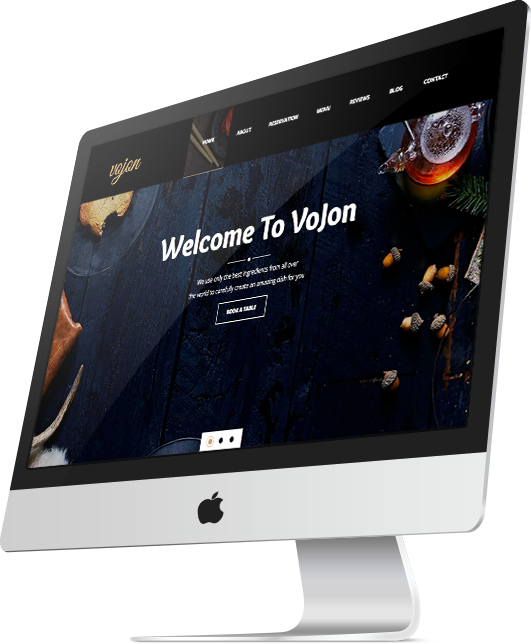 vojon
HOME
ABOUT
RESERVATION
MENU
REVIEWS
BLOG
CONTACT
Welcome To VoJon
We use only the best ingredients from all over
the world to carefully create an amazing dish for you
BOOK A TABLE